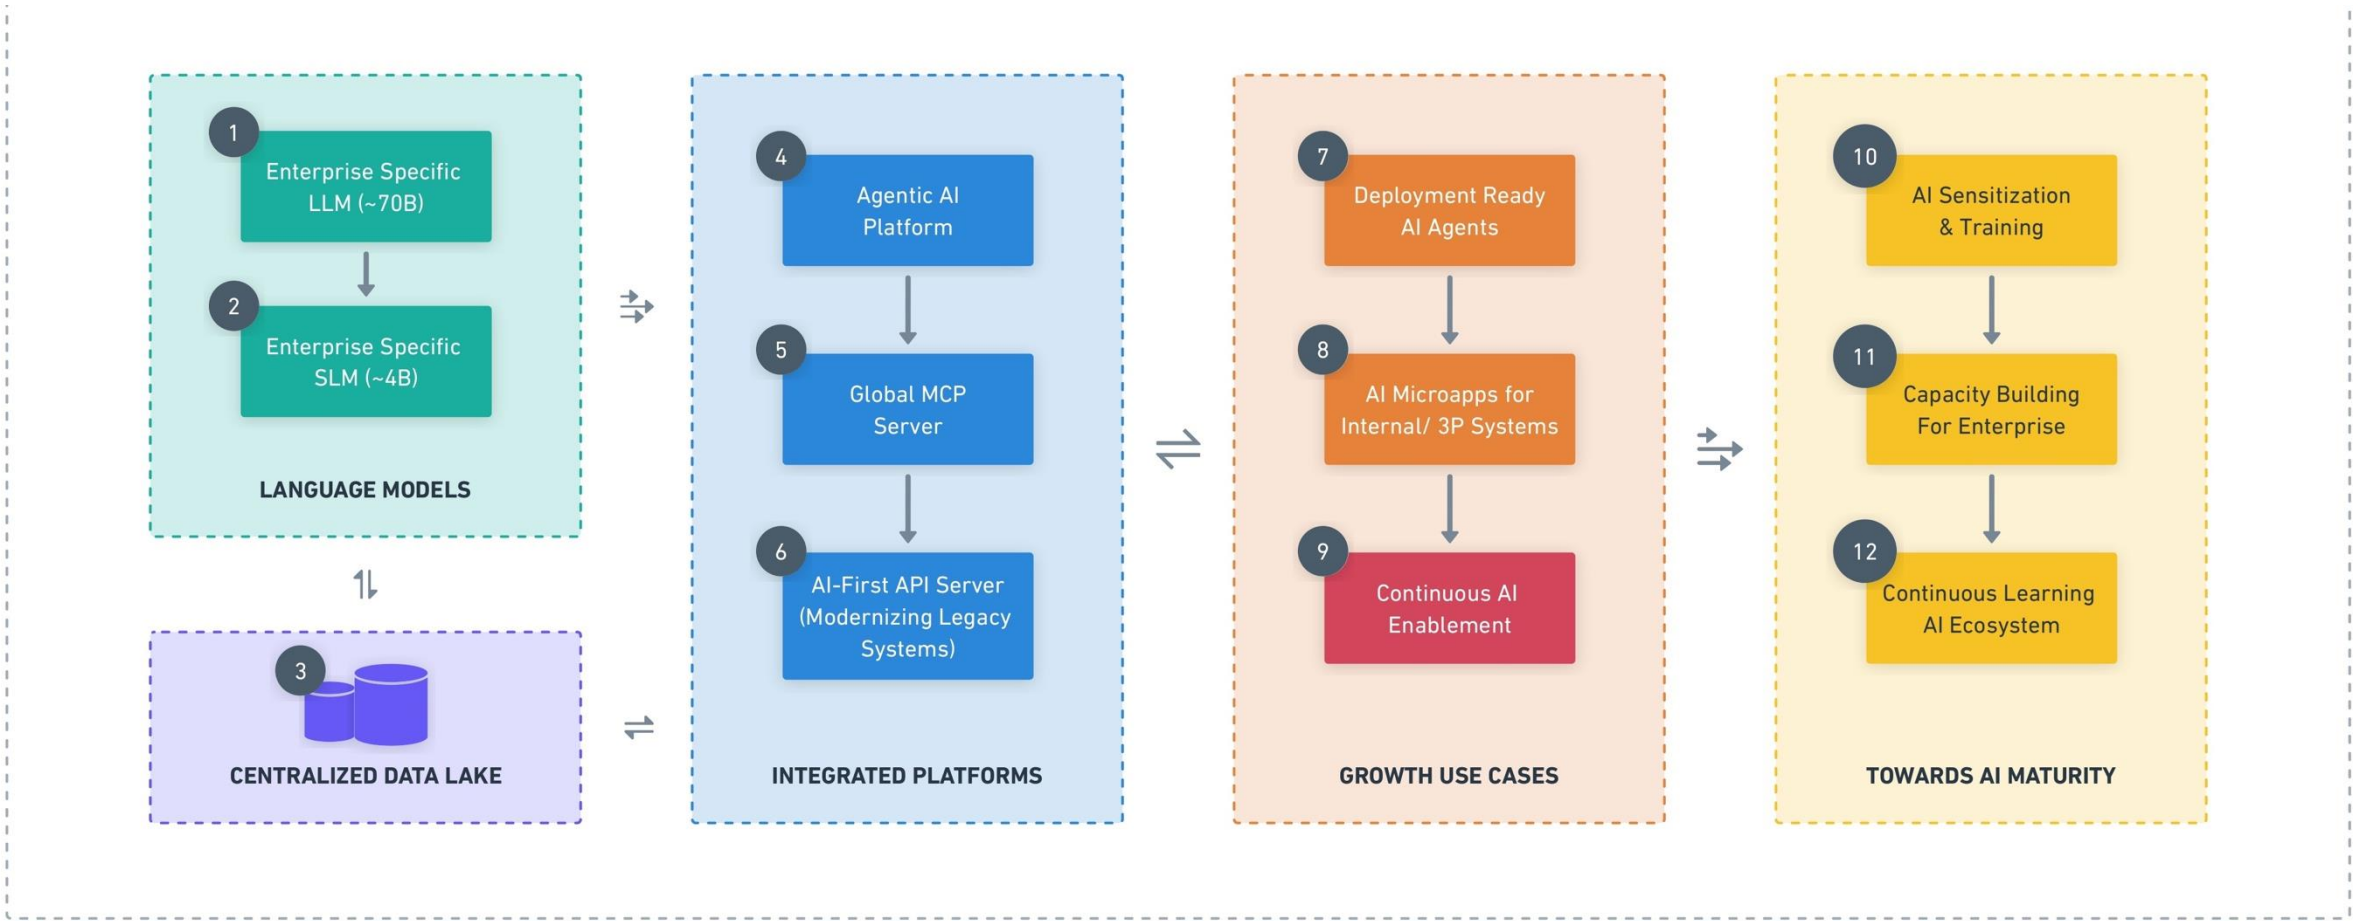 1
Enterprise Specific
LLM (~70B)
2
Enterprise Specific
SLM (~4B)
LANGUAGE MODELS
3
CENTRALIZED DATA LAKE
4
Agentic AI
Platform
5
Global MCP
Server
6
AI-First API Server
(Modernizing Legacy
Systems)
INTEGRATED PLATFORMS
7
Deployment Ready
AI Agents
8
AI Microapps for
Internal/ 3P Systems
9
Continuous AI
Enablement
GROWTH USE CASES
10
AI Sensitization
& Training
11
Capacity Building
For Enterprise
12
Continuous Learning
AI Ecosystem
TOWARDS AI MATURITY